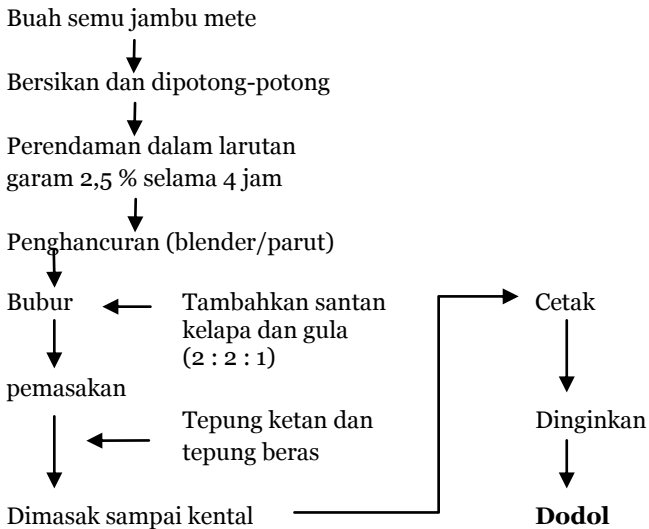 Buah semu jambu mete
Bersikan dan dipotong-potong
Perendaman dalam larutan
garam 2,5 % selama 4 jam
Penghancuran (blender/parut)
Bubur
Tambahkan santan
kelapa dan gula
(2 : 2 : 1)
pemasakan
Tepung ketan dan
tepung beras
Dimasak sampai kental
Cetak
Dinginkan
Dodol